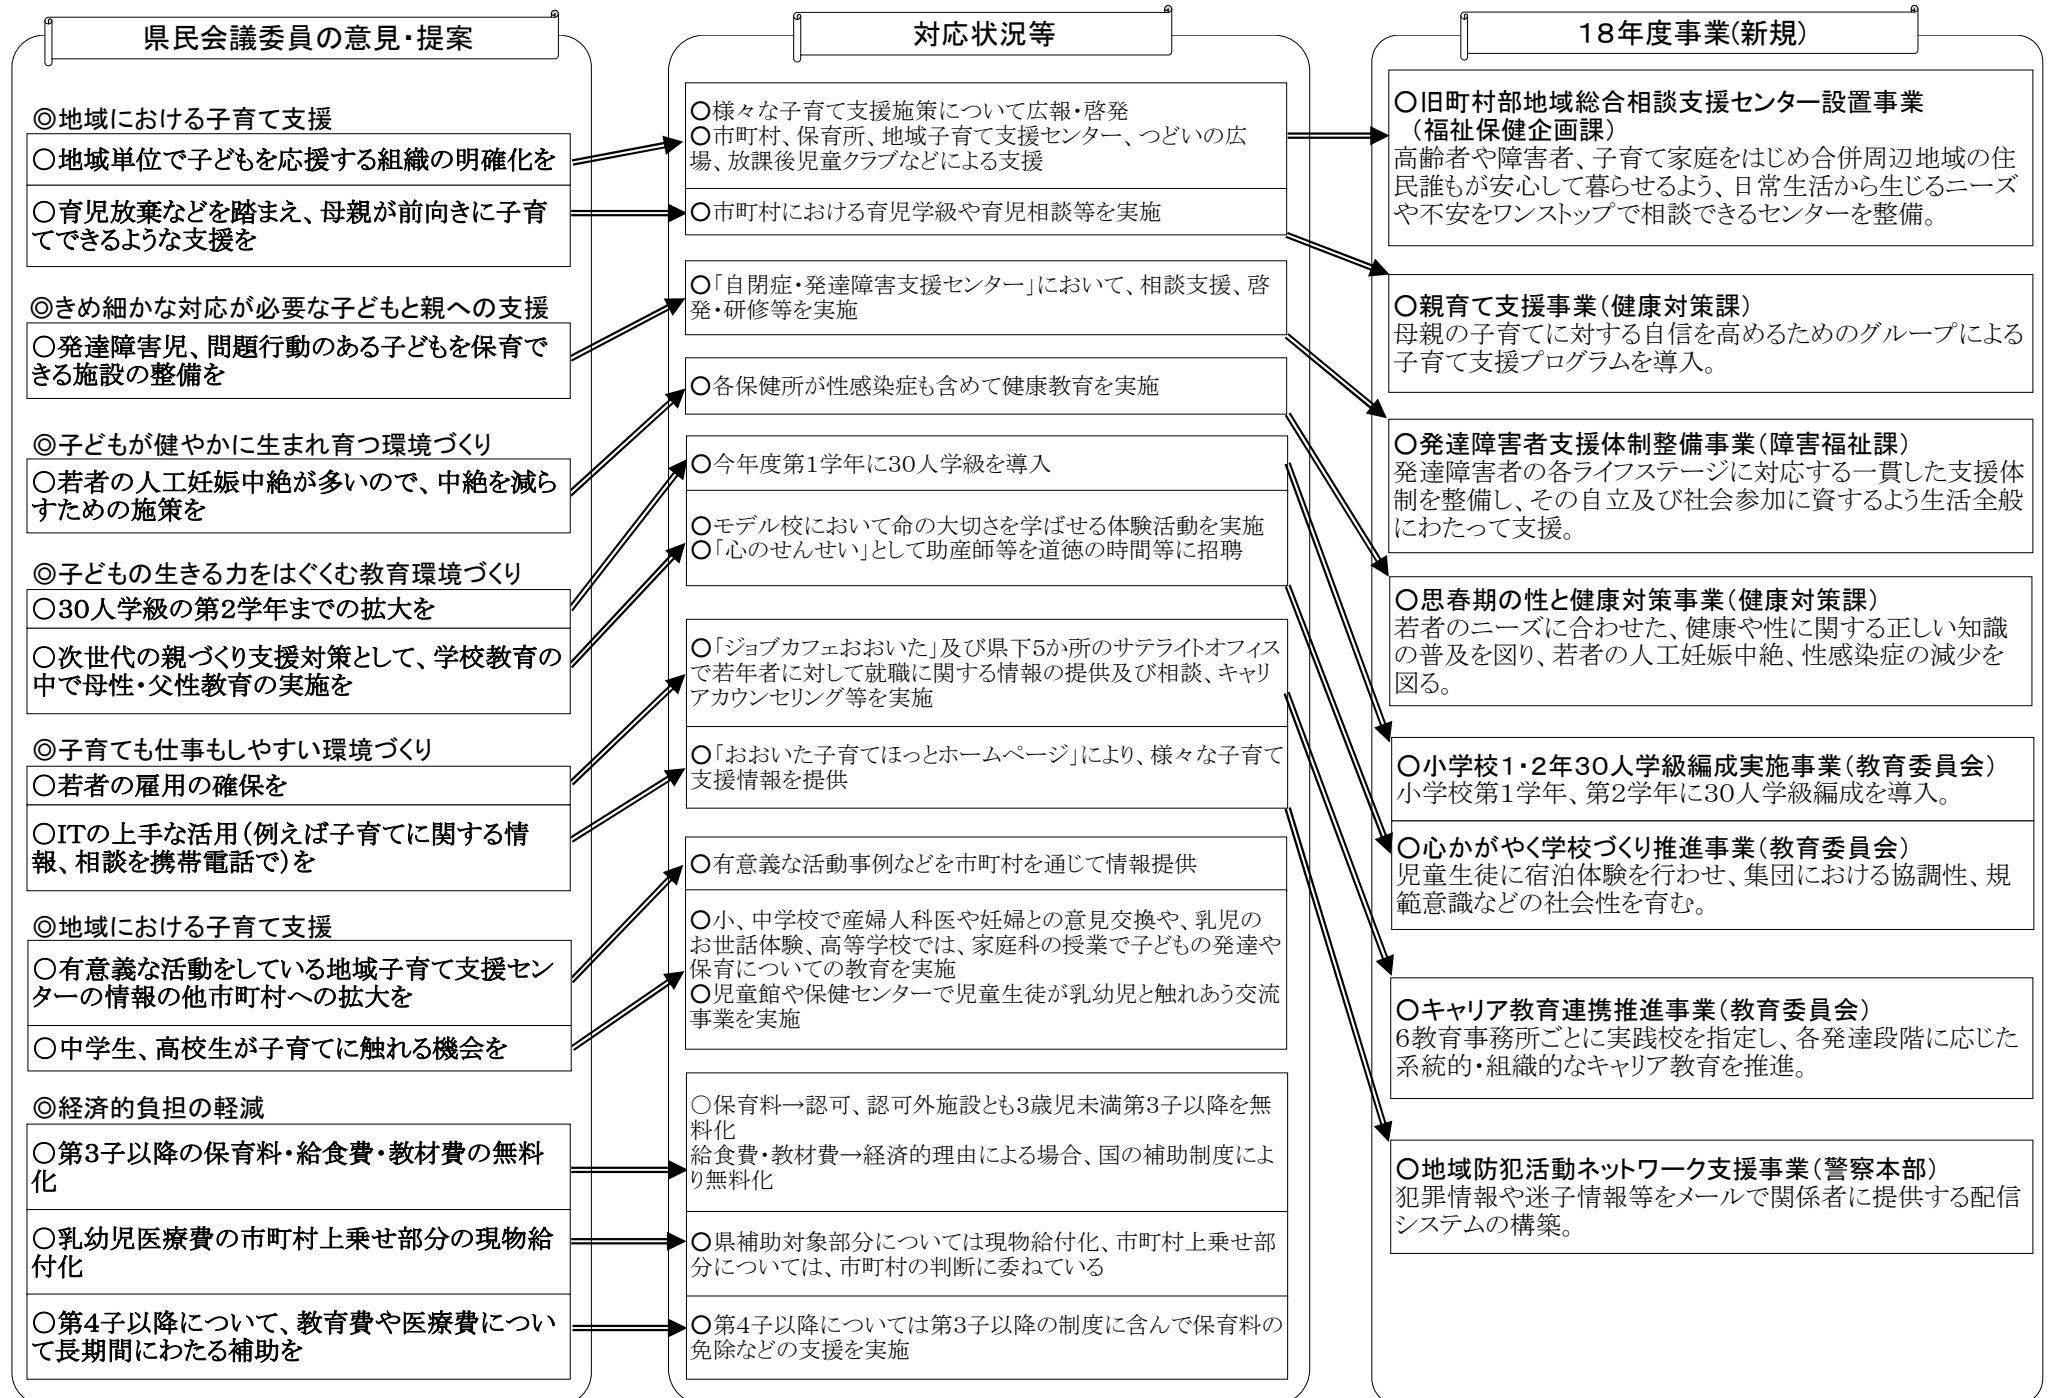 県民会議委員の意見・提案
◎地域における子育て支援
○地域単位で子どもを応援する組織の明確化を
○育児放棄などを踏まえ、母親が前向きに子育
てできるような支援を
◎きめ細かな対応が必要な子どもと親への支援
○発達障害児、問題行動のある子どもを保育で
きる施設の整備を
◎子どもが健やかに生まれ育つ環境づくり
○若者の人工妊娠中絶が多いので、中絶を減ら
すための施策を
◎子どもの生きる力をはぐくむ教育環境づくり
○30人学級の第2学年までの拡大を
○次世代の親づくり支援対策として、学校教育の
中で母性・父性教育の実施を
◎子育ても仕事もしやすい環境づくり
○若者の雇用の確保を
○ITの上手な活用(例えば子育てに関する情
報、相談を携帯電話で)を
◎地域における子育て支援
○有意義な活動をしている地域子育て支援セン
ターの情報の他市町村への拡大を
○中学生、高校生が子育てに触れる機会を
◎経済的負担の軽減
○第3子以降の保育料・給食費・教材費の無料
化
○乳幼児医療費の市町村上乗せ部分の現物給
付化
○第4子以降について、教育費や医療費につい
て長期間にわたる補助を
対応状況等
○様々な子育て支援施策について広報・啓発
○市町村、保育所、地域子育て支援センター、つどいの広
場、放課後児童クラブなどによる支援
○市町村における育児学級や育児相談等を実施
○「自閉症・発達障害支援センター」において、相談支援、啓
発・研修等を実施
○各保健所が性感染症も含めて健康教育を実施
○今年度第1学年に30人学級を導入
○モデル校において命の大切さを学ばせる体験活動を実施
○「心のせんせい」として助産師等を道徳の時間等に招聘
○「ジョブカフェおおいた」及び県下5か所のサテライトオフィス
で若年者に対して就職に関する情報の提供及び相談、キャリ
アカウンセリング等を実施
○「おおいた子育てほっとホームページ」により、様々な子育て
支援情報を提供
○有意義な活動事例などを市町村を通じて情報提供
○小、中学校で産婦人科医や妊婦との意見交換や、乳児の
お世話体験、高等学校では、家庭科の授業で子どもの発達や
保育についての教育を実施
○児童館や保健センターで児童生徒が乳幼児と触れあう交流
事業を実施
○保育料→認可、認可外施設とも3歳児未満第3子以降を無
料化
給食費・教材費→経済的理由による場合、国の補助制度によ
り無料化
○県補助対象部分については現物給付化、市町村上乗せ部
分については、市町村の判断に委ねている
○第4子以降については第3子以降の制度に含んで保育料の
免除などの支援を実施
18年度事業(新規)
○旧町村部地域総合相談支援センター設置事業
(福祉保健企画課)
高齢者や障害者、子育て家庭をはじめ合併周辺地域の住
民誰もが安心して暮らせるよう、日常生活から生じるニーズ
や不安をワンストップで相談できるセンターを整備。
○親育て支援事業(健康対策課)
母親の子育てに対する自信を高めるためのグループによる
子育て支援プログラムを導入。
○発達障害者支援体制整備事業(障害福祉課)
発達障害者の各ライフステージに対応する一貫した支援体
制を整備し、その自立及び社会参加に資するよう生活全般
にわたって支援。
○思春期の性と健康対策事業(健康対策課)
若者のニーズに合わせた、健康や性に関する正しい知識
の普及を図り、若者の人工妊娠中絶、性感染症の減少を
図る。
○小学校1・2年30人学級編成実施事業(教育委員会)
小学校第1学年、第2学年に30人学級編成を導入。
○心かがやく学校づくり推進事業(教育委員会)
児童生徒に宿泊体験を行わせ、集団における協調性、規
範意識などの社会性を育む。
○キャリア教育連携推進事業(教育委員会)
6教育事務所ごとに実践校を指定し、各発達段階に応じた
系統的・組織的なキャリア教育を推進。
○地域防犯活動ネットワーク支援事業(警察本部)
犯罪情報や迷子情報等をメールで関係者に提供する配信
システムの構築。